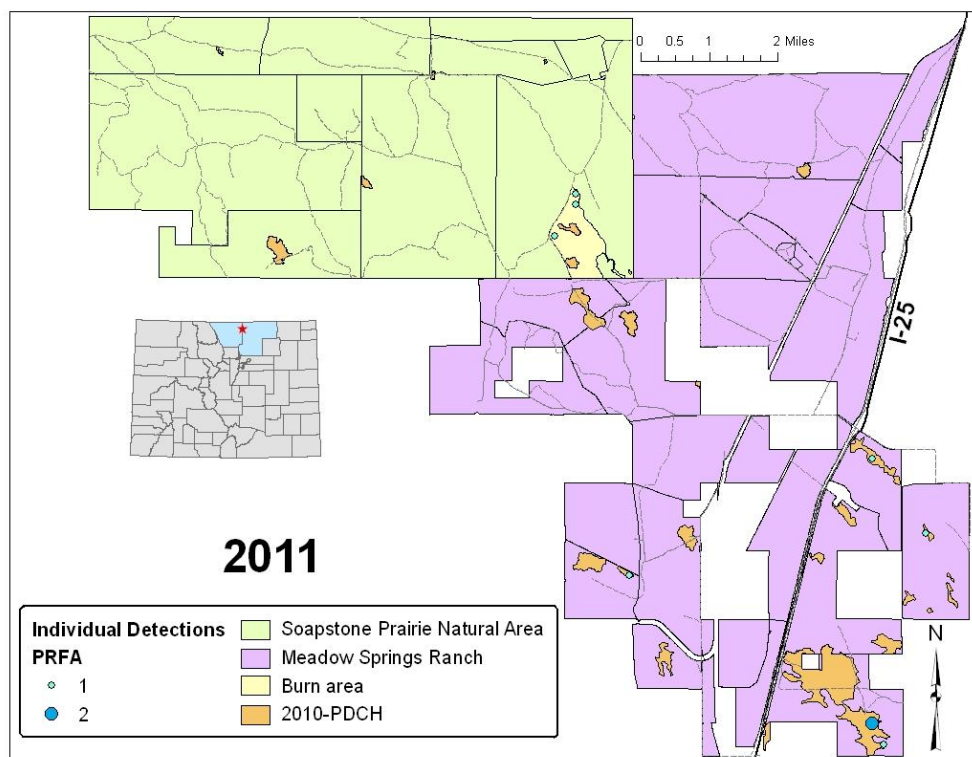 0 0.5 1 2 Miles
I-25
2011
Individual Detections
PRFA
1
2
Soapstone Prairie Natural Area
Meadow Springs Ranch
Burn area
2010-PDCH
N